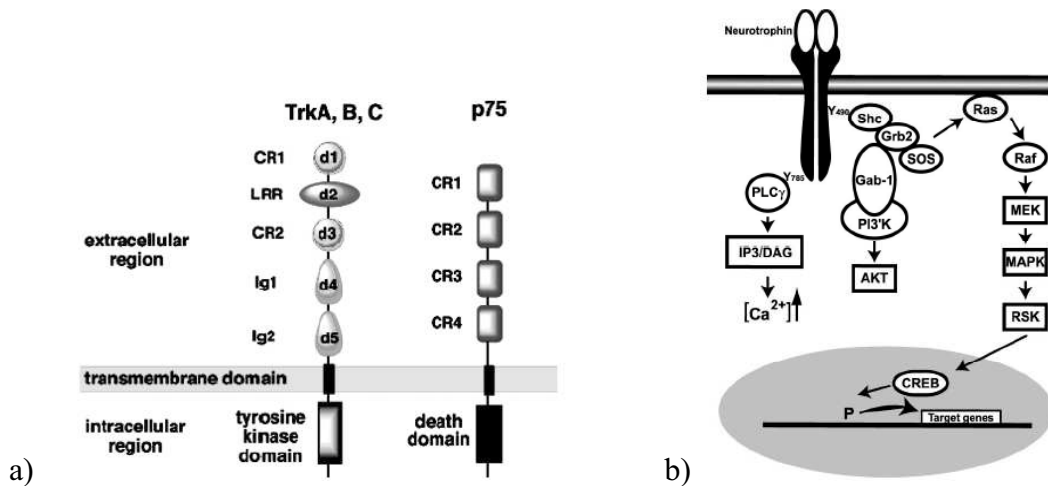 TrkA, B, C
p75
CR1
d1
LRR
d2
CR2
d3
Ig1
d4
Ig2
d5
CR1
CR2
CR3
CR4
extracellular
region
transmembrane domain
intracellular
region
tyrosine
kinase
domain
death
domain
a)
Neurotrophin
Y490
Shc
Grb2
SOS
Ras
Raf
Gab-1
PI3'K
AKT
Y785
PLCγ
IP3/DAG
[Ca2+]
MEK
MAPK
RSK
CREB
P
Target genes
b)